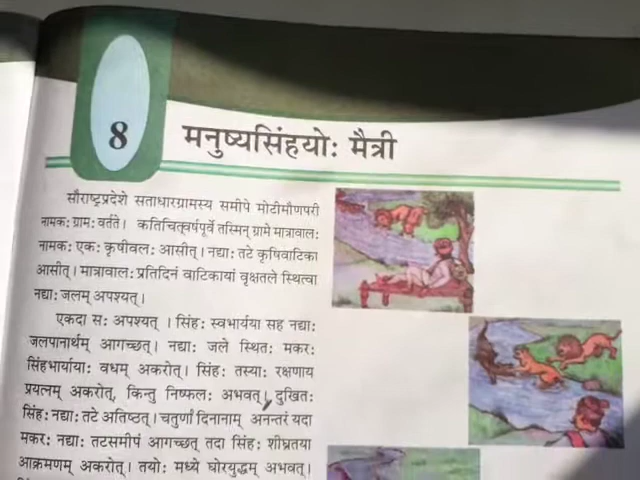 8
मनुष्यसिंहयोः मैत्री
सौराष्ट्रप्रदेशे सताधारग्रामस्य समीपे मोटीमौणपरी
नामकः ग्रामः वर्तते। कतिचित्वर्षपूर्वे तस्मिन् ग्रामे मात्रावालः
नामकः एकः कृषीवलः आसीत्। नद्याः तटे कृषिवाटिका
आसीत्। मात्रावालः प्रतिदिनं वाटिकायां वृक्षतले स्थित्वा
नद्याः जलम् अपश्यत्।
एकदा सः अपश्यत् । सिंहः स्वभार्यया सह नद्याः
जलपानार्थम् आगच्छत्। नद्याः जले स्थितः मकरः
सिंहभार्यायाः वधम् अकरोत्। सिंहः तस्याः रक्षणाय
प्रयत्नम् अकरोत्, किन्तु निष्फलः अभवत्। दुःखितः
सिंहः नद्याः तटे अतिष्ठत्। चतुर्णां दिनानाम् अनन्तरं यदा
मकरः नद्याः तटसमीपं आगच्छत् तदा सिंहः शीघ्रतया
आक्रमणम् अकरोत्। तयोः मध्ये घोरयुद्धम् अभवत्।